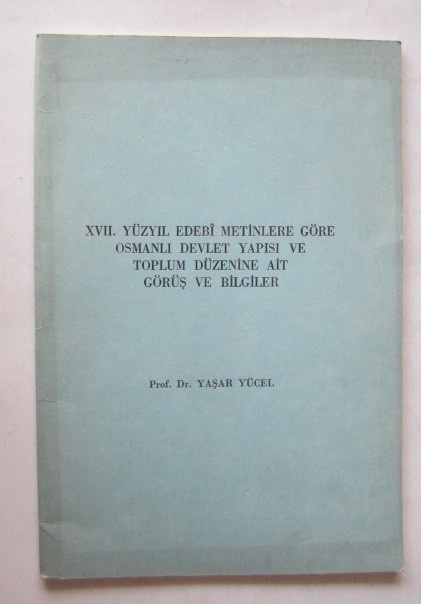 XVII. YÜZYIL EDEBÎ METİNLERE GÖRE
OSMANLI DEVLET YAPISI VE
TOPLUM DÜZENİNE AİT
GÖRÜŞ VE BİLGİLER
Prof. Dr. YAŞAR YÜCEL